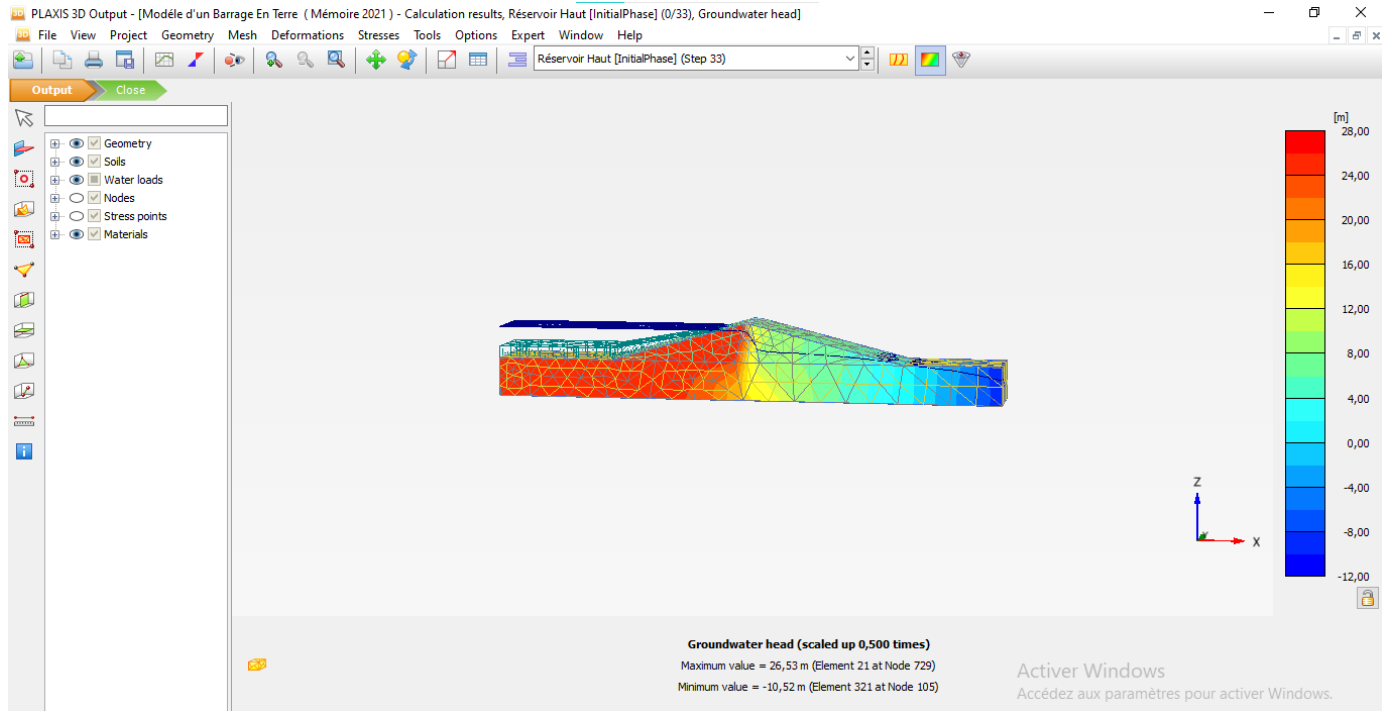 PLAXIS 3D Output - [Modéle d'un Barrage En Terre ( Mémoire 2021 ) - Calculation results, Réservoir Haut [InitialPhase] (0/33), Groundwater head]
File View Project Geometry Mesh Deformations Stresses Tools Options Expert Window Help
Réservoir Haut [InitialPhase] (Step 33)
Output Close
Geometry
Soils
Water loads
Nodes
Stress points
Materials
[m]
28,00
24,00
20,00
16,00
12,00
8,00
4,00
0,00
-4,00
-8,00
-12,00
Z
Y
X
Groundwater head (scaled up 0,500 times)
Maximum value = 26,53 m (Element 21 at Node 729)
Minimum value = -10,52 m (Element 321 at Node 105)
Activer Windows
Accédez aux paramètres pour activer Windows.